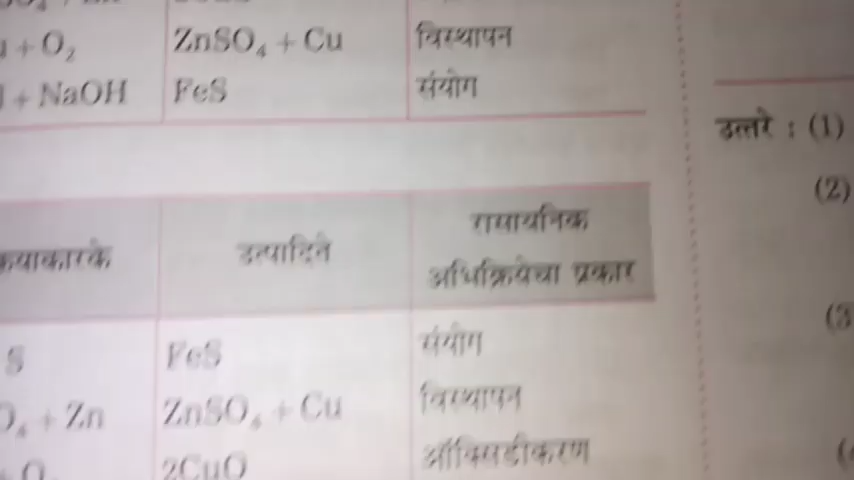 + O₂ ZnSO₄ + Cu विस्थापन
+ NaOH FeS संयोग
उत्तरे : (1)
(2)
उत्पादिते रासायनिक
अभिक्रियेचा प्रकार
S FeS संयोग
+ Zn ZnSO₄ + Cu विस्थापन
2CuO ऑक्सिडीकरण